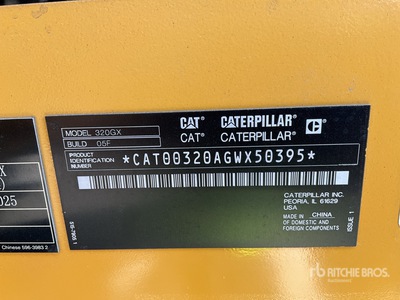 CAT CATERPILLAR C
CAT® CATERPILLAR®
MODEL 320GX
BUILD 05F
PRODUCT IDENTIFICATION NUMBER *CAT00320AGWX50395*
CATERPILLAR INC.
PEORIA, IL 61629
USA
MADE IN CHINA
OF DOMESTIC AND
FOREIGN COMPONENTS
ISSUE 1
X
)
025
Chinese 596-3983 2
RITCHIE BROS.